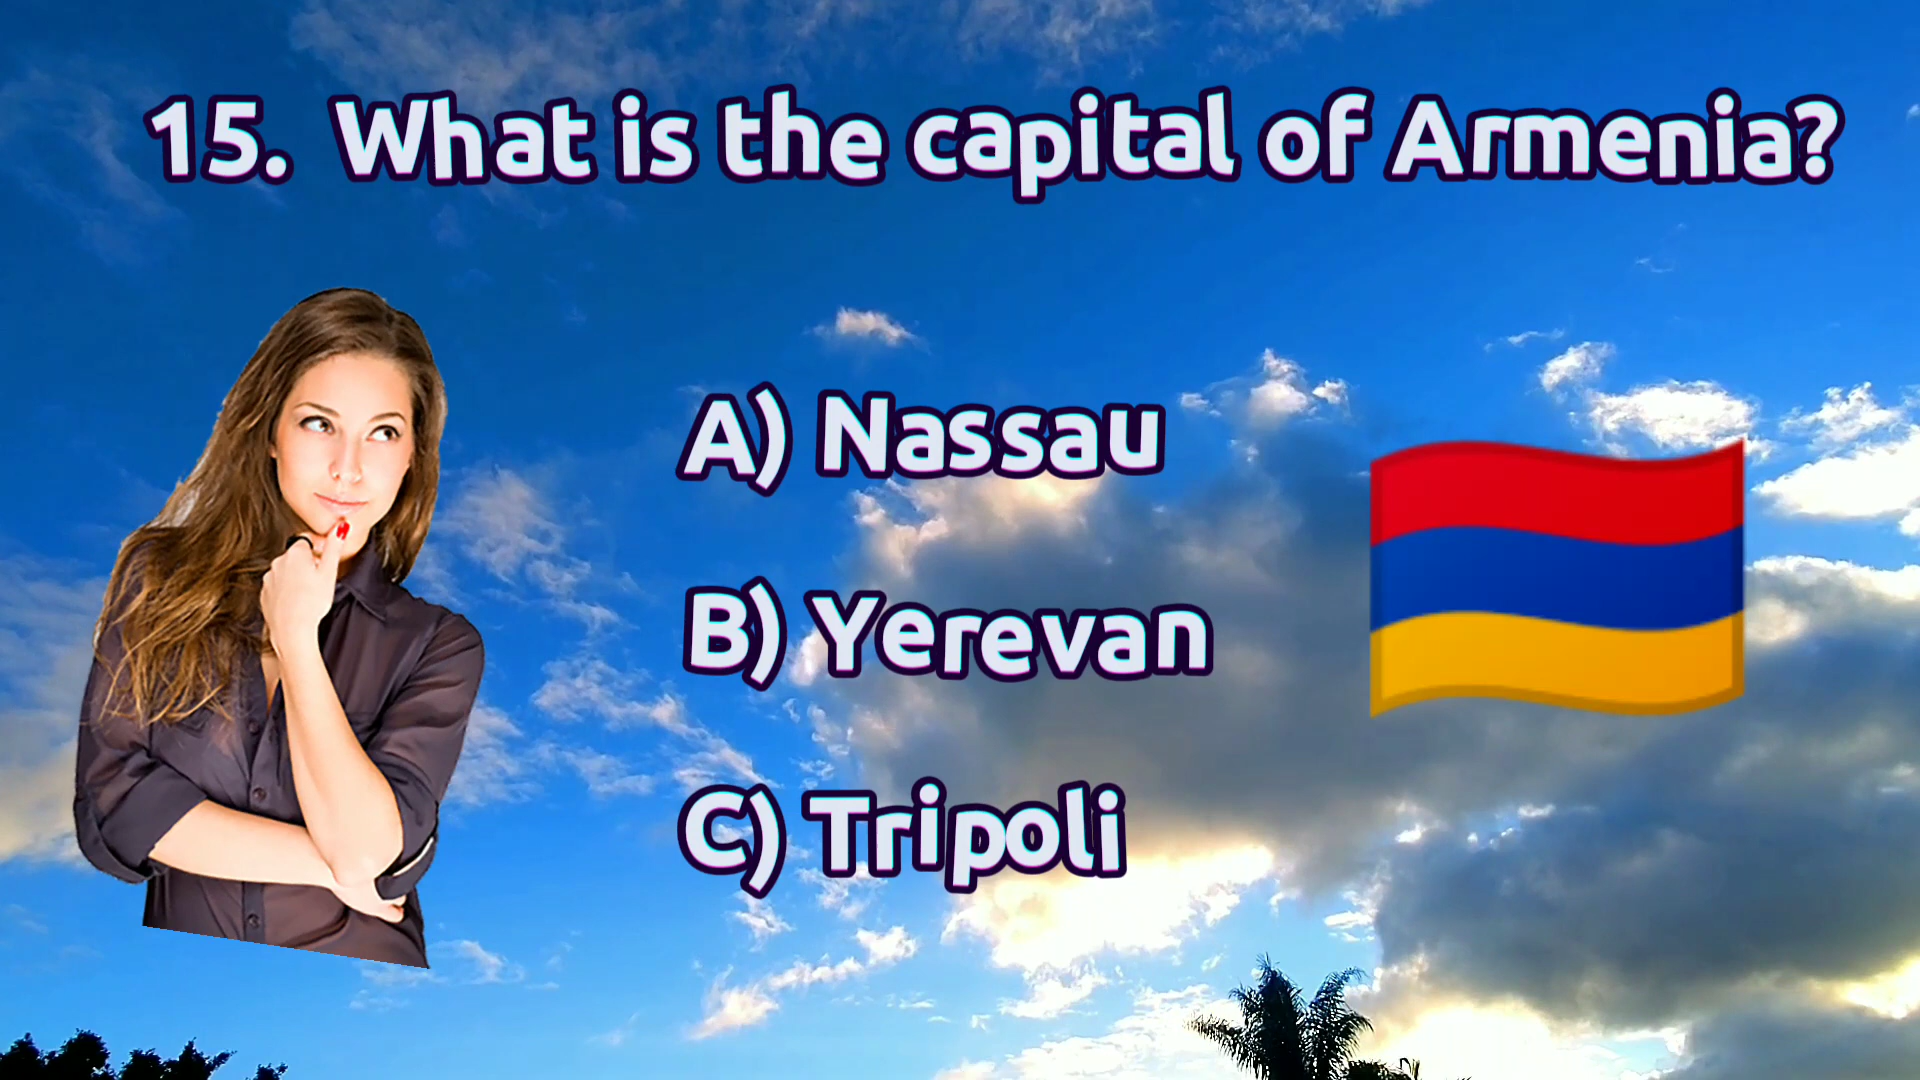 15. What is the capital of Armenia?
A) Nassau
B) Yerevan
C) Tripoli